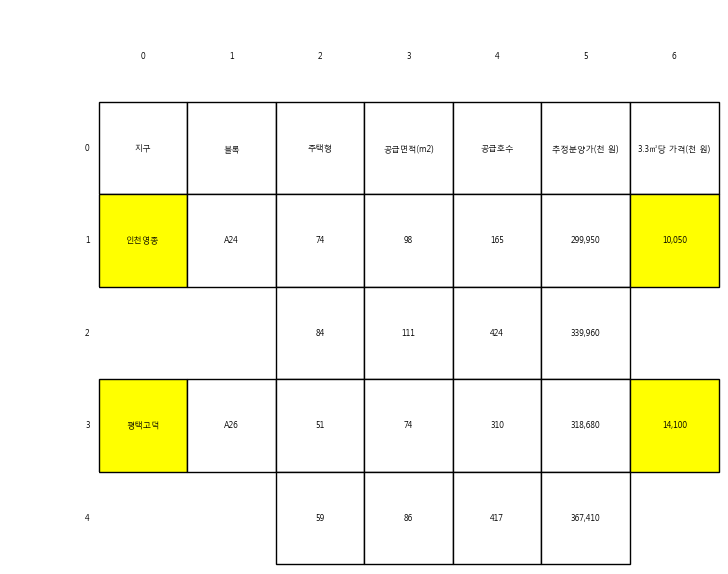 0 1 2 3 4 5 6
0 지구 블록 주택형 공급면적(m2) 공급호수 추정분양가(천 원) 3.3㎡당 가격(천 원)
1 인천영종 A24 74 98 165 299,950 10,050
2 84 111 424 339,960
3 평택고덕 A26 51 74 310 318,680 14,100
4 59 86 417 367,410